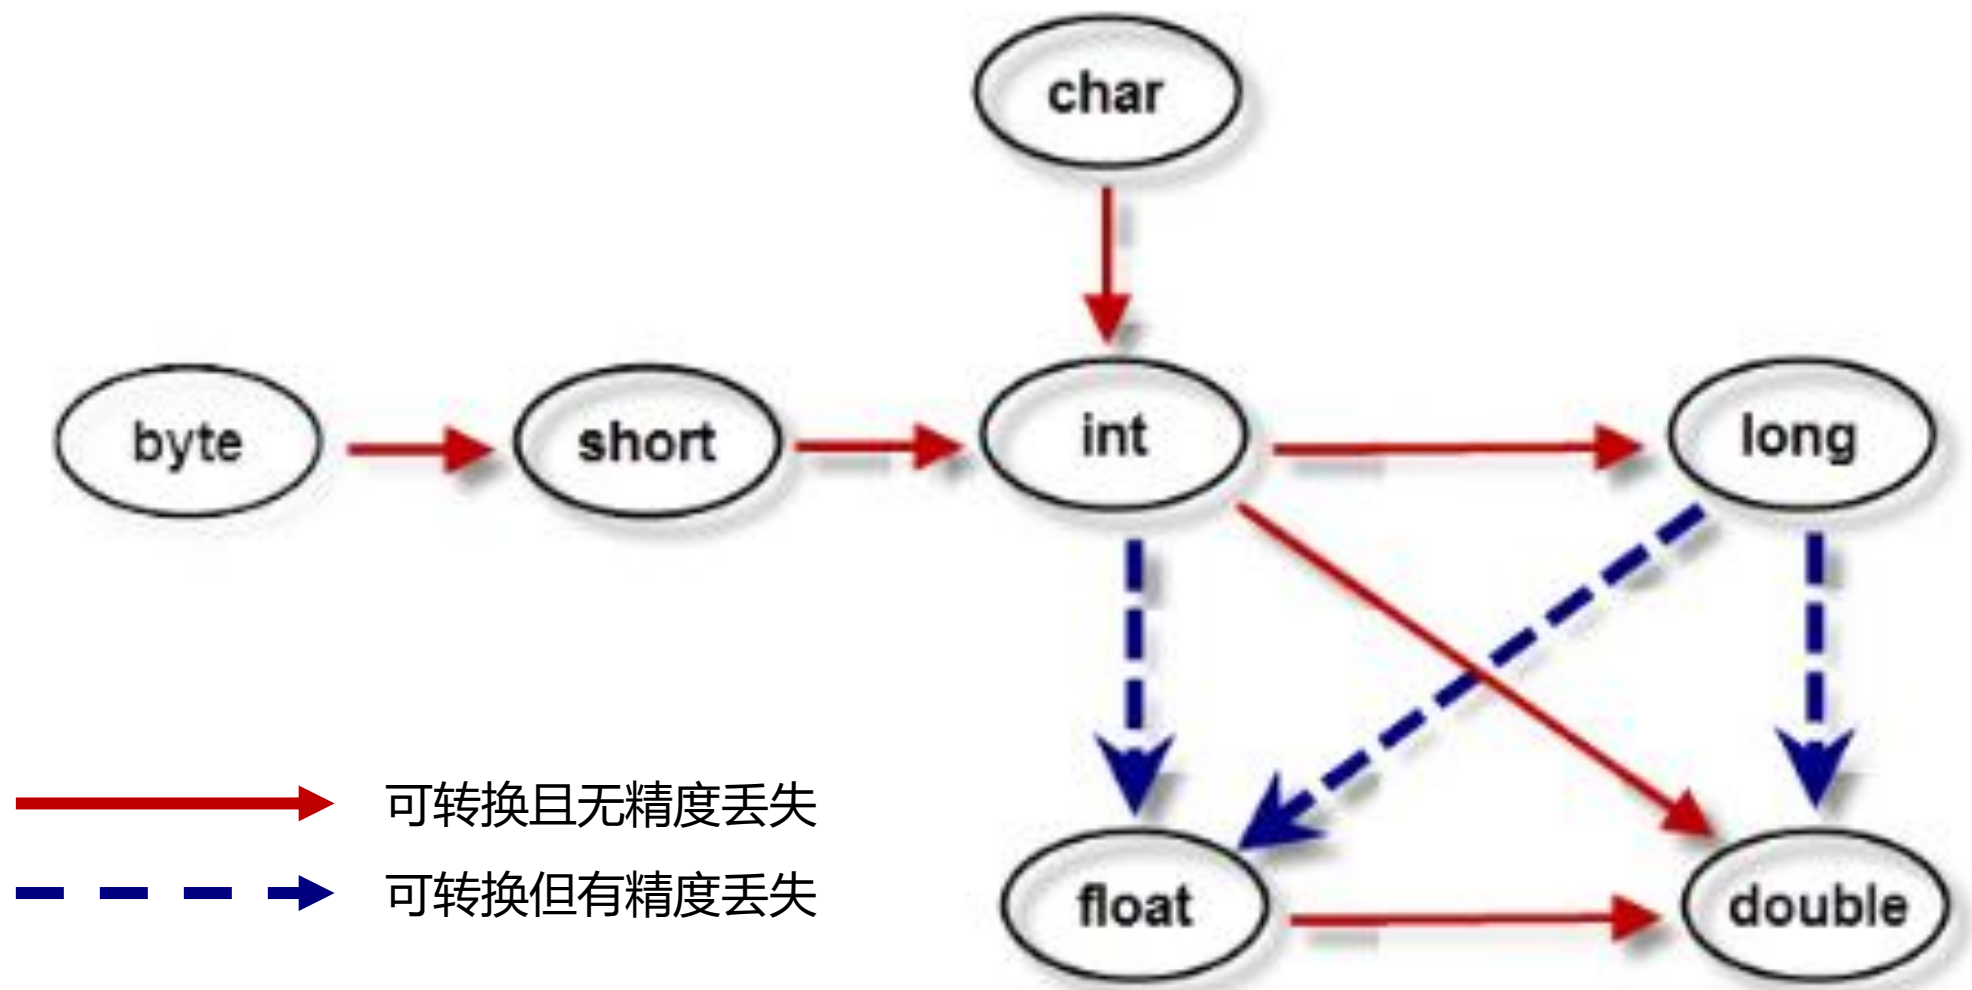 char
byte
short
int
long
可转换且无精度丢失
可转换但有精度丢失
float
double